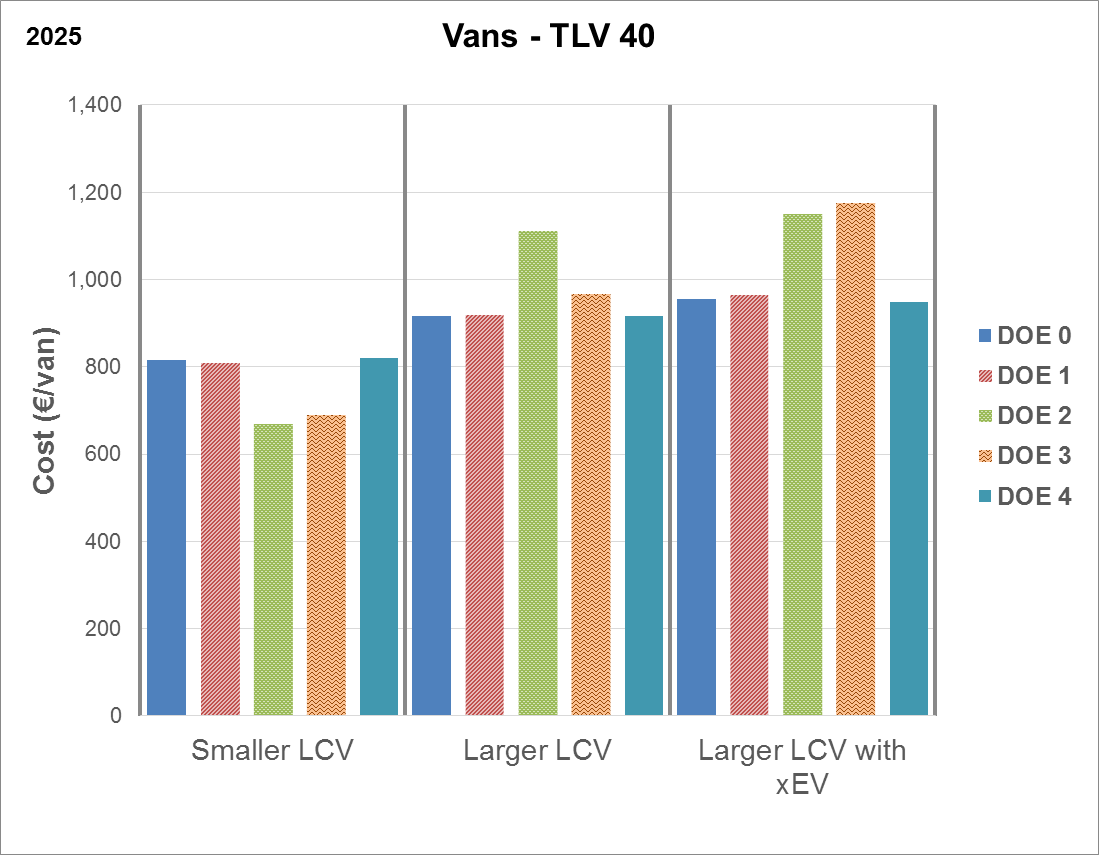 2025
Vans - TLV 40
Cost (€/van)
1,400
1,200
1,000
800
600
400
200
0
Smaller LCV
Larger LCV
Larger LCV with
xEV
DOE 0
DOE 1
DOE 2
DOE 3
DOE 4